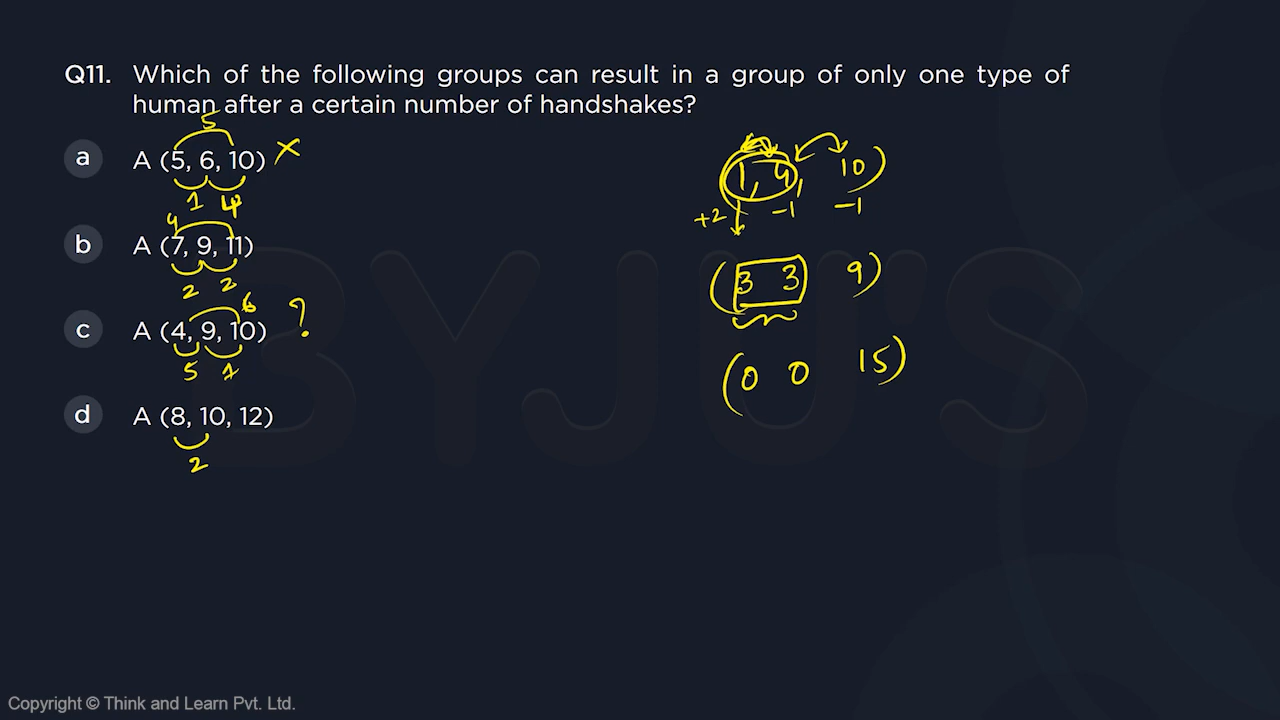 Q11. Which of the following groups can result in a group of only one type of
human after a certain number of handshakes?
5
a A (5, 6, 10) ×
1 4
4
b A (7, 9, 11)
2 2
6
c A (4, 9, 10) ?
5 1
d A (8, 10, 12)
2
1, 4, 10)
+2 -1 -1
(3 3 9)
(0 0 15)
BYJU'S
Copyright © Think and Learn Pvt. Ltd.